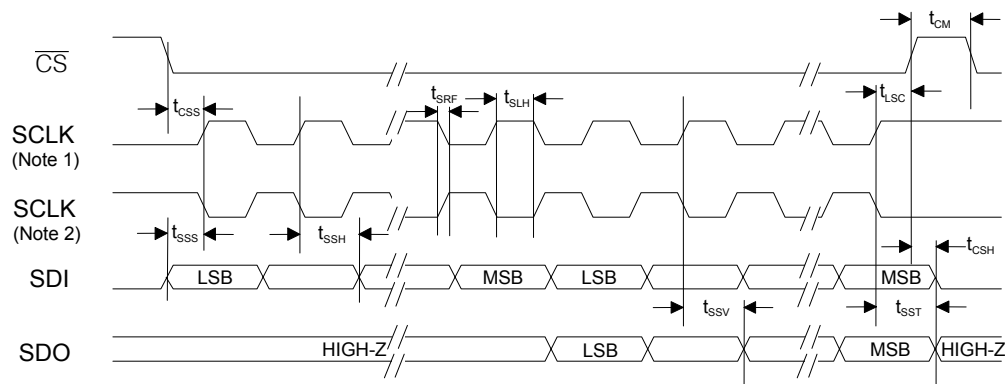 t_CM
CS
t_CSS
t_SRF
t_SLH
t_LSC
SCLK
(Note 1)
SCLK
(Note 2)
t_SSS
t_SSH
t_CSH
SDI
LSB
MSB
LSB
MSB
t_SSV
t_SST
SDO
HIGH-Z
LSB
MSB
HIGH-Z